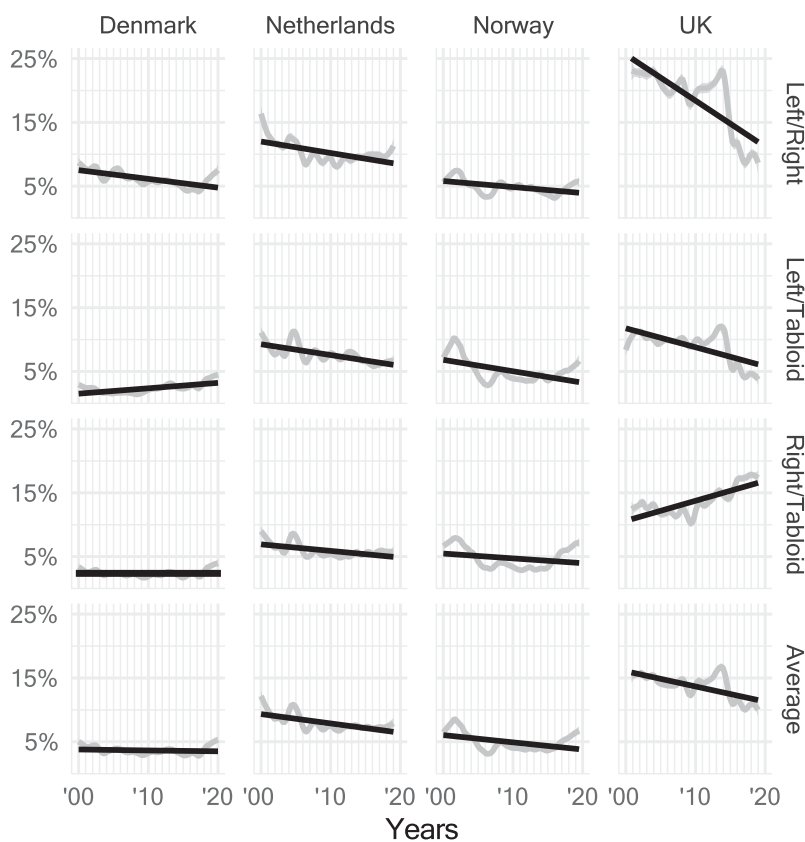 Denmark Netherlands Norway UK
25%
15%
5%
Left/Right
25%
15%
5%
Left/Tabloid
25%
15%
5%
Right/Tabloid
25%
15%
5%
Average
'00 '10 '20 '00 '10 '20 '00 '10 '20 '00 '10 '20
Years